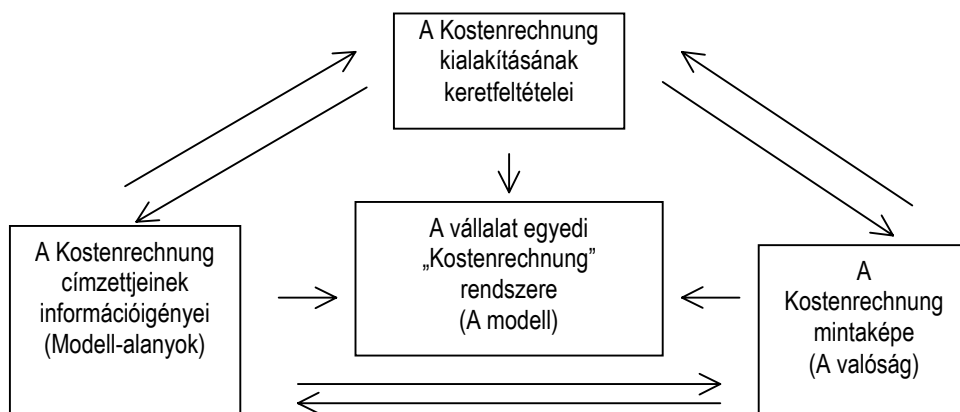 A Kostenrechnung
kialakításának
keretfeltételei
A Kostenrechnung
címzettjeinek
információigényei
(Modell-alanyok)
A vállalat egyedi
„Kostenrechnung”
rendszere
(A modell)
A
Kostenrechnung
mintaképe
(A valóság)